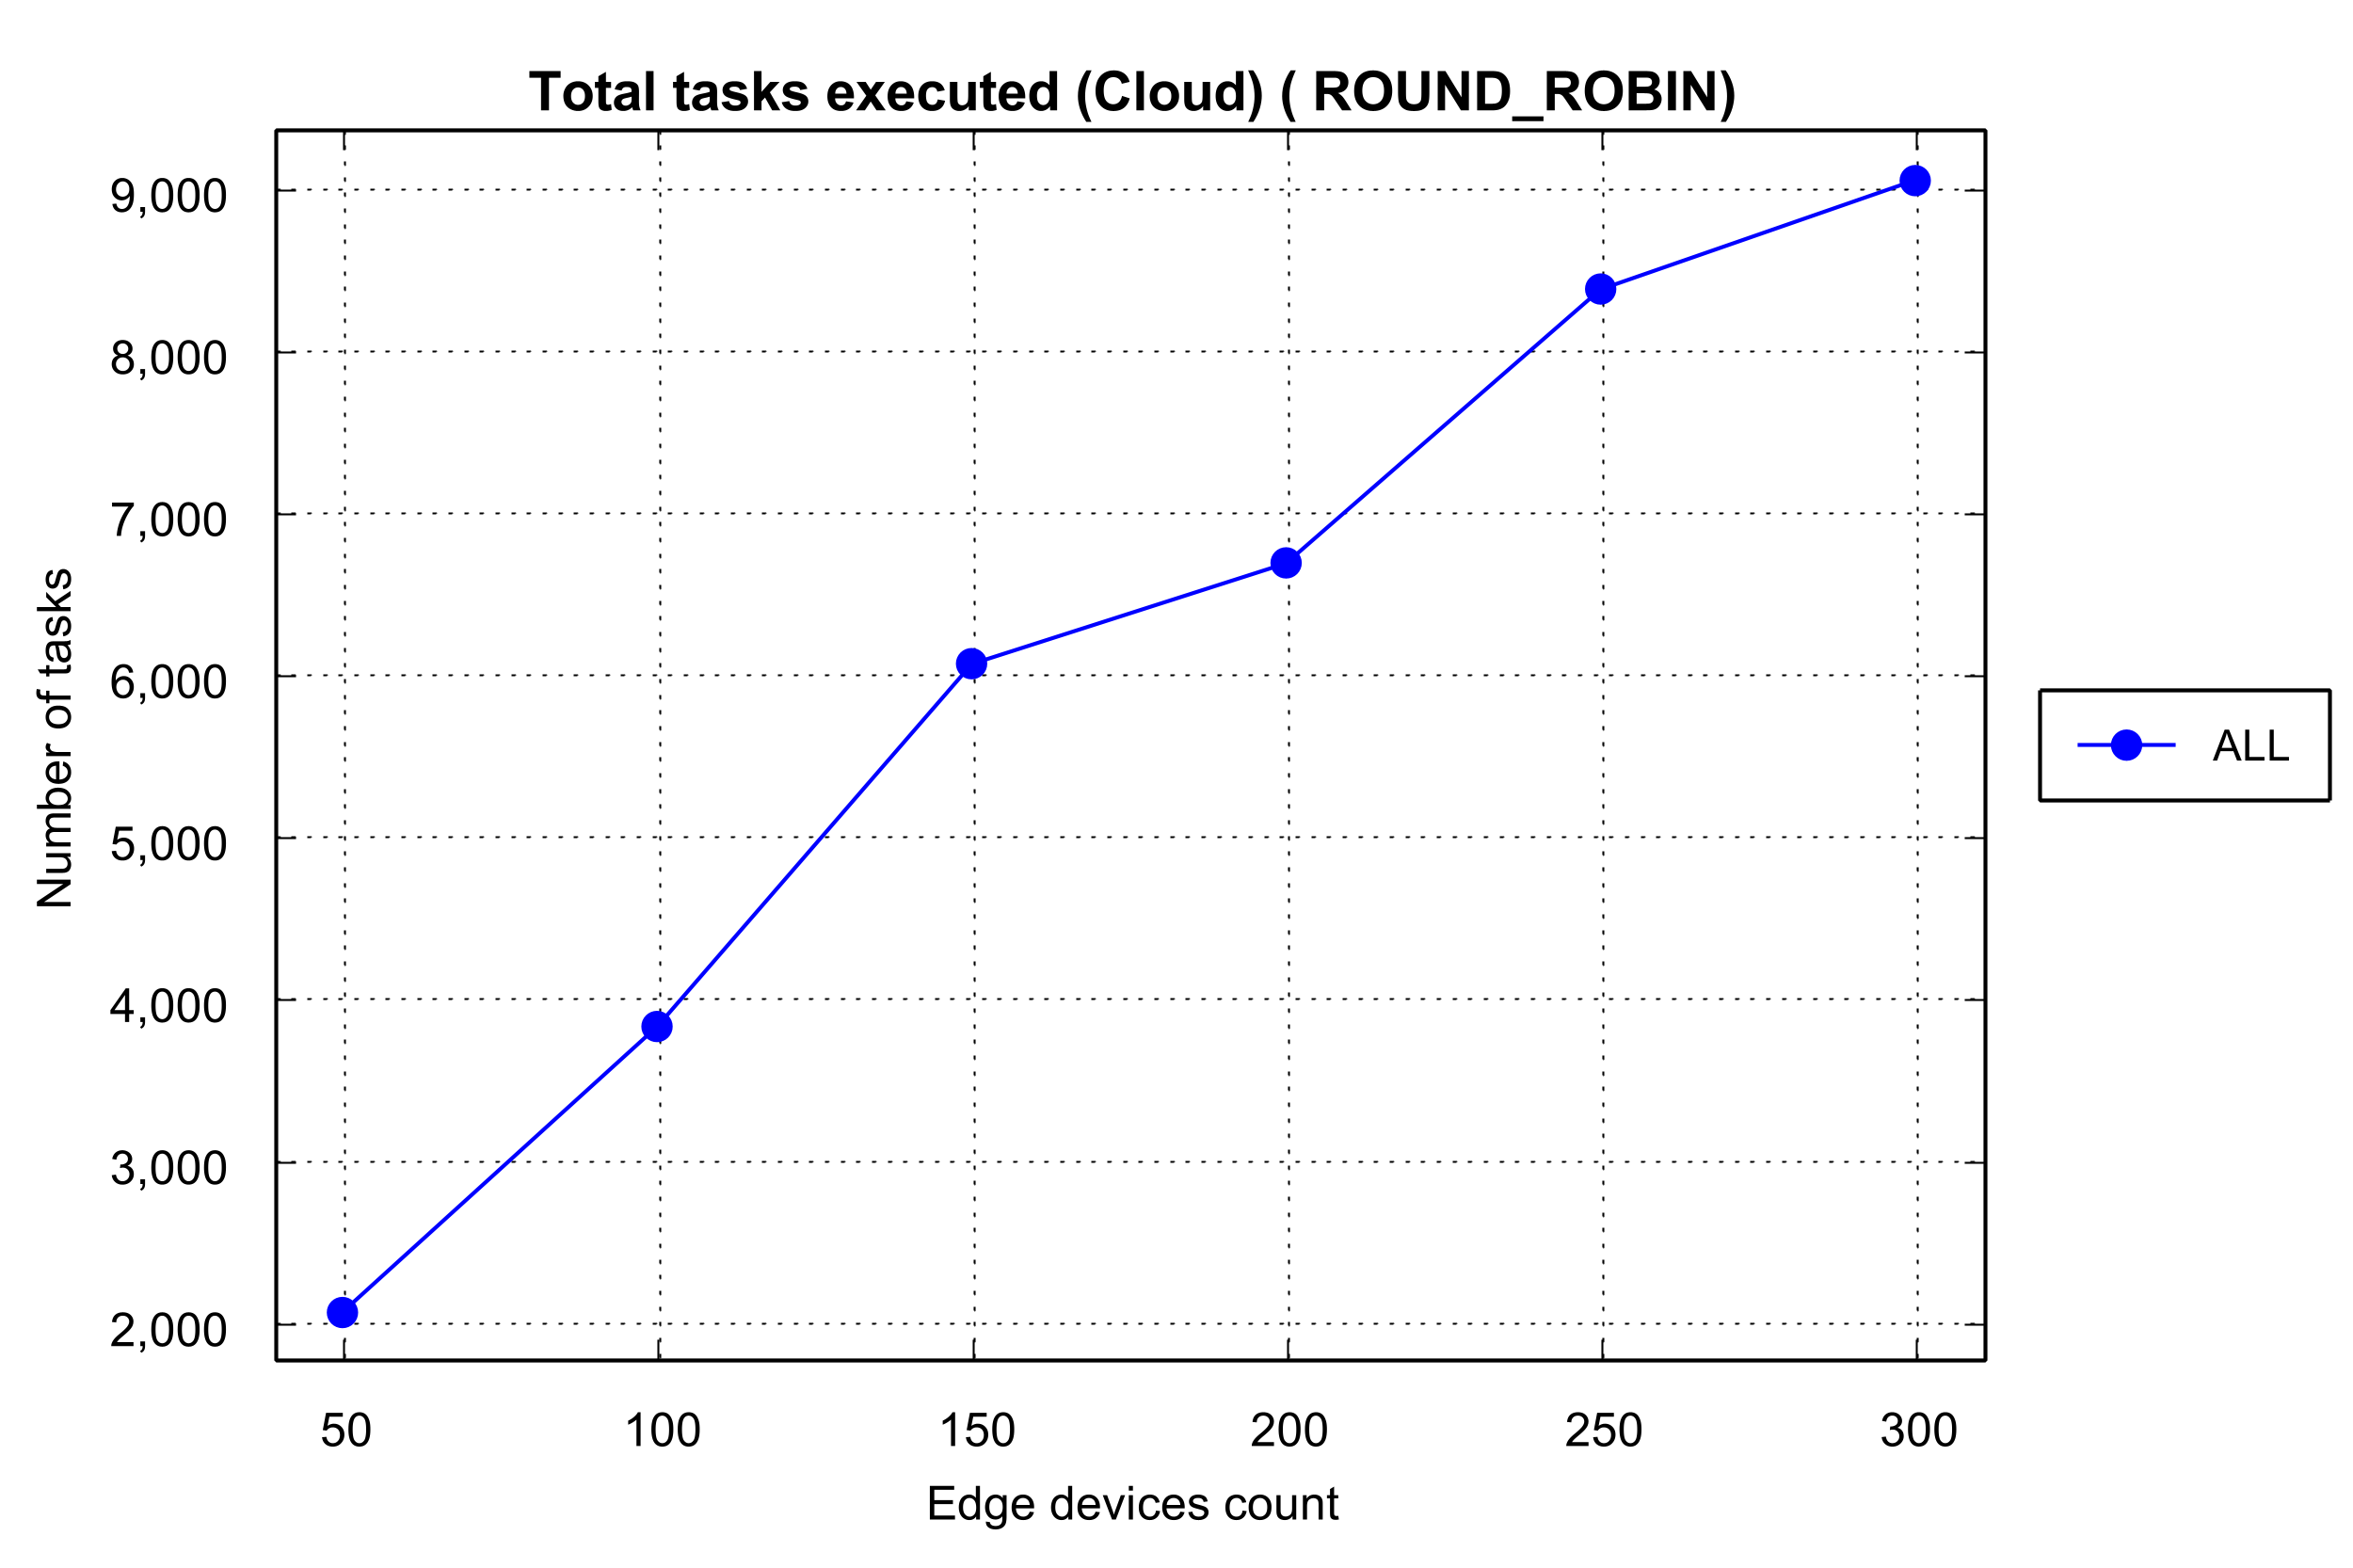 Total tasks executed (Cloud) ( ROUND_ROBIN)
9,000
8,000
7,000
6,000
5,000
4,000
3,000
2,000
Number of tasks
50 100 150 200 250 300
Edge devices count
ALL